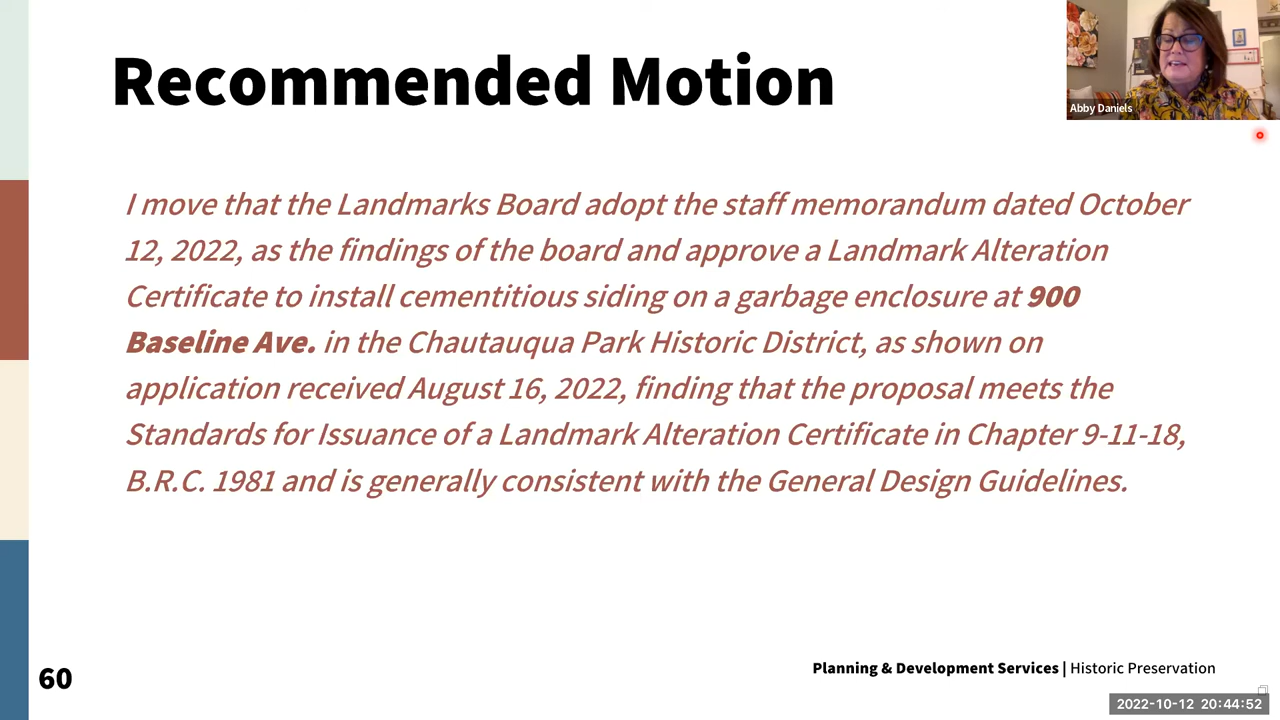 Recommended Motion
Abby Daniels
I move that the Landmarks Board adopt the staff memorandum dated October
12, 2022, as the findings of the board and approve a Landmark Alteration
Certificate to install cementitious siding on a garbage enclosure at 900
Baseline Ave. in the Chautauqua Park Historic District, as shown on
application received August 16, 2022, finding that the proposal meets the
Standards for Issuance of a Landmark Alteration Certificate in Chapter 9-11-18,
B.R.C. 1981 and is generally consistent with the General Design Guidelines.
60
Planning & Development Services | Historic Preservation
2022-10-12 20:44:52